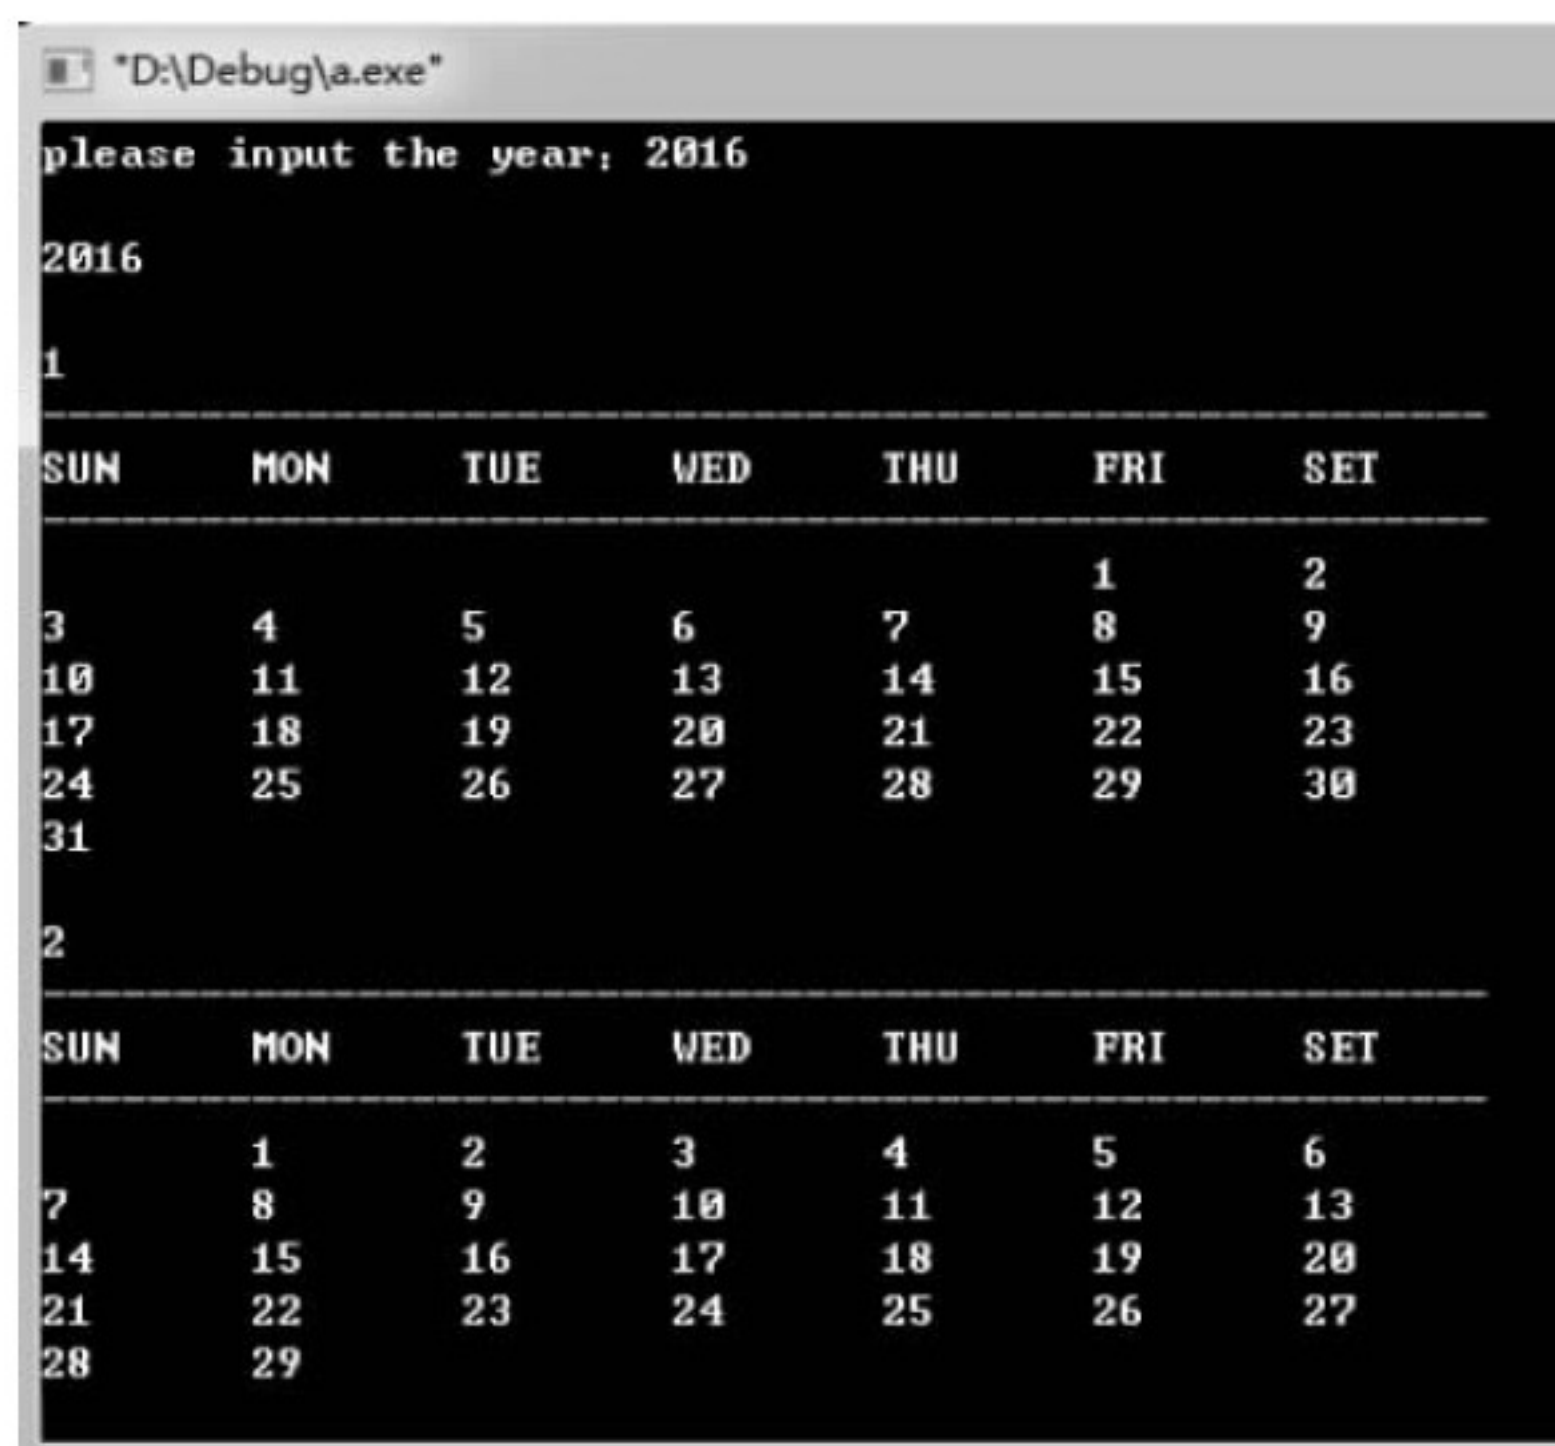 "D:\Debug\a.exe"
please input the year: 2016
2016
1
-------------------------------------------------------
SUN MON TUE WED THU FRI SET
-------------------------------------------------------
1 2
3 4 5 6 7 8 9
10 11 12 13 14 15 16
17 18 19 20 21 22 23
24 25 26 27 28 29 30
31
2
-------------------------------------------------------
SUN MON TUE WED THU FRI SET
-------------------------------------------------------
1 2 3 4 5 6
7 8 9 10 11 12 13
14 15 16 17 18 19 20
21 22 23 24 25 26 27
28 29